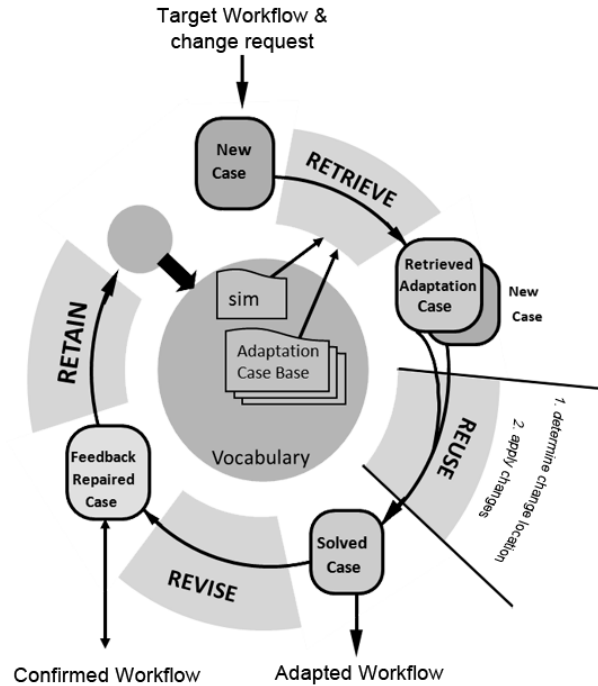 Target Workflow &
change request
New
Case
RETRIEVE
Retrieved
Adaptation
Case
New
Case
sim
Adaptation
Case Base
Vocabulary
RETAIN
REUSE
1. determine change location
2. apply changes
Feedback
Repaired
Case
Solved
Case
REVISE
Confirmed Workflow
Adapted Workflow